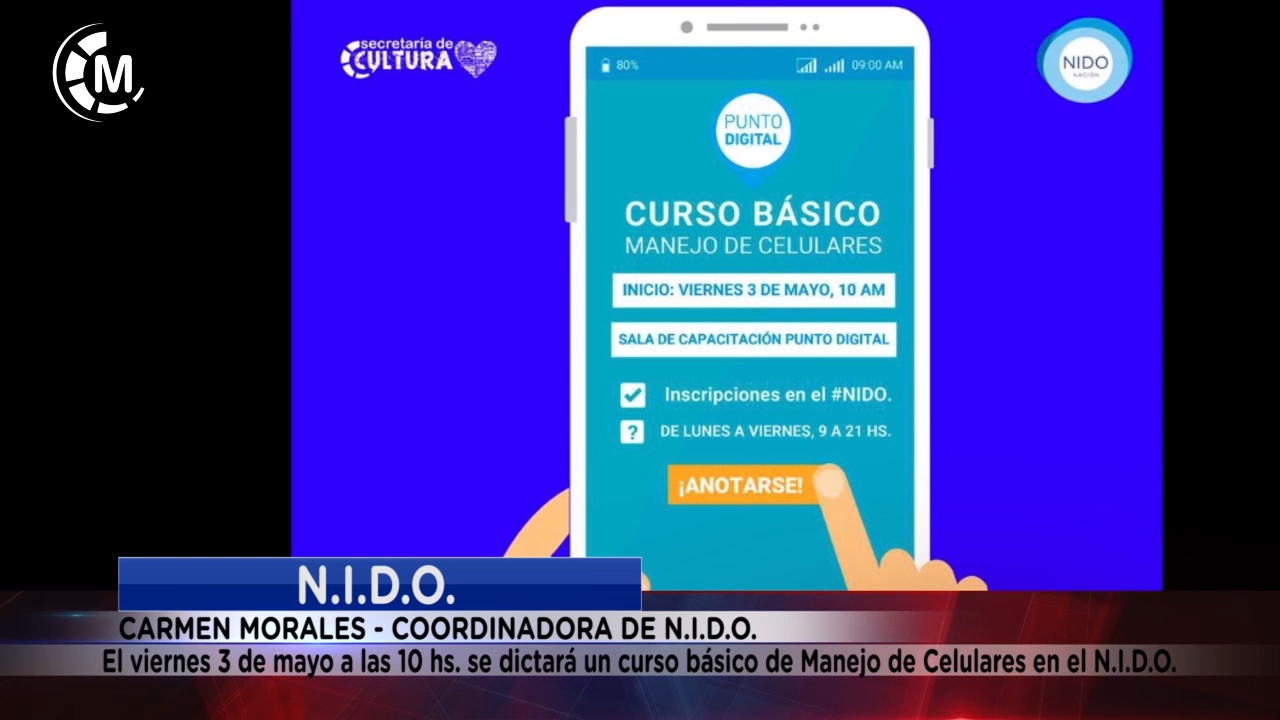 M
secretaría de
CULTURA
NIDO
NACIÓN
80%
09:00 AM
PUNTO
DIGITAL
CURSO BÁSICO
MANEJO DE CELULARES
INICIO: VIERNES 3 DE MAYO, 10 AM
SALA DE CAPACITACIÓN PUNTO DIGITAL
Inscripciones en el #NIDO.
? DE LUNES A VIERNES, 9 A 21 HS.
¡ANOTARSE!
N.I.D.O.
CARMEN MORALES - COORDINADORA DE N.I.D.O.
El viernes 3 de mayo a las 10 hs. se dictará un curso básico de Manejo de Celulares en el N.I.D.O.